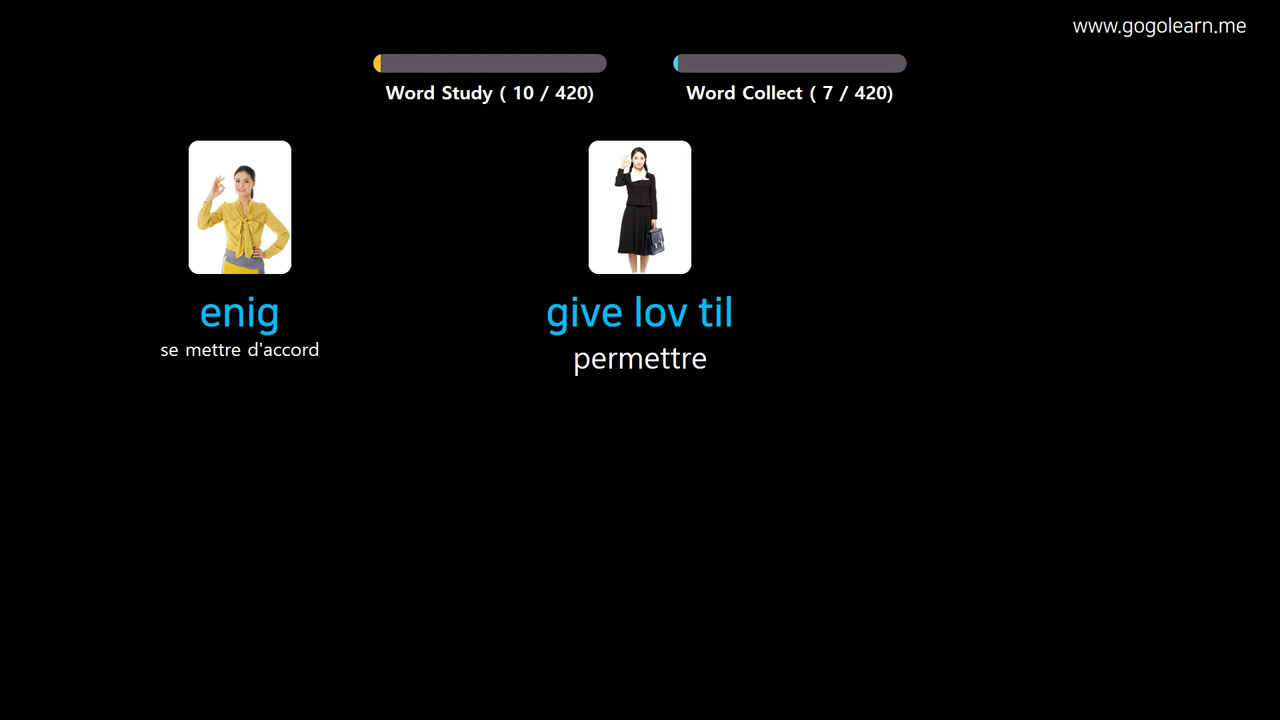 www.gogolearn.me
Word Study ( 10 / 420)
Word Collect ( 7 / 420)
enig
se mettre d'accord
give lov til
permettre